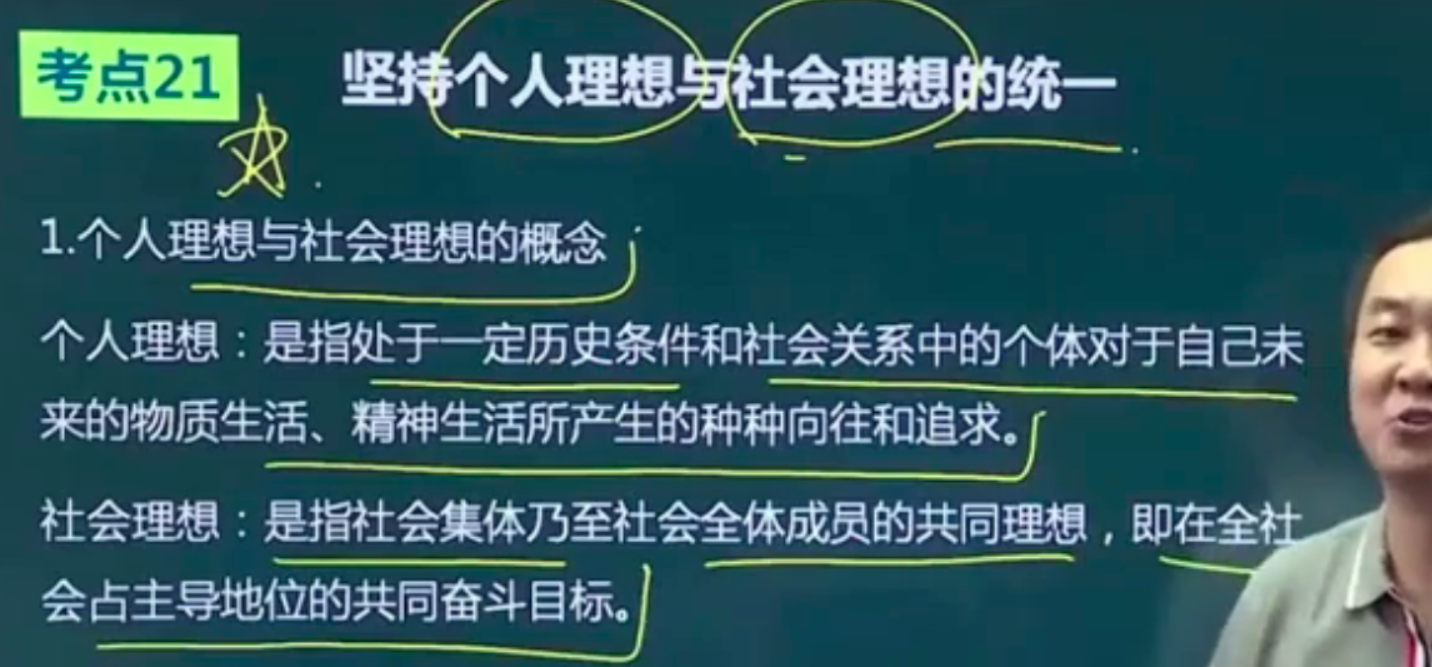 考点21
坚持个人理想与社会理想的统一
1.个人理想与社会理想的概念
个人理想：是指处于一定历史条件和社会关系中的个体对于自己未
来的物质生活、精神生活所产生的种种向往和追求。
社会理想：是指社会集体乃至社会全体成员的共同理想，即在全社
会占主导地位的共同奋斗目标。